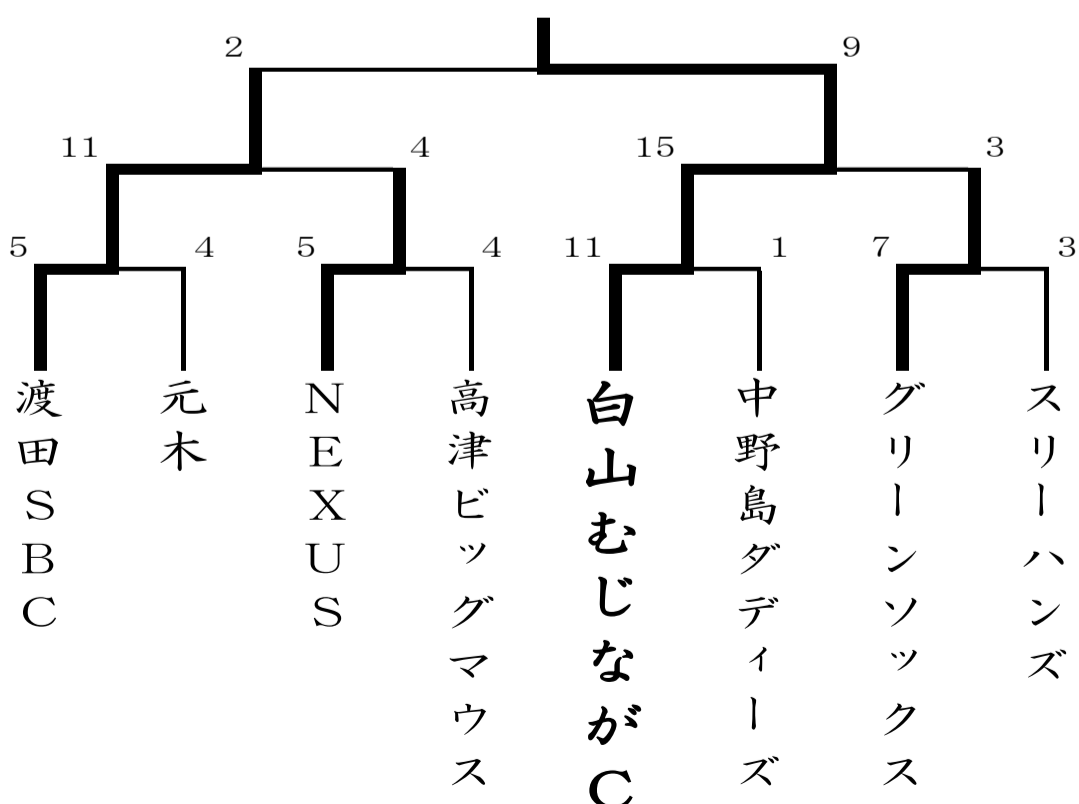 2 9
11 4 15 3
5 4 5 4 11 1 7 3
渡田SBC
元木
NEXUS
高津ビッグマウス
白山むじながC
中野島ダディーズ
グリーンソックス
スリーハンズ